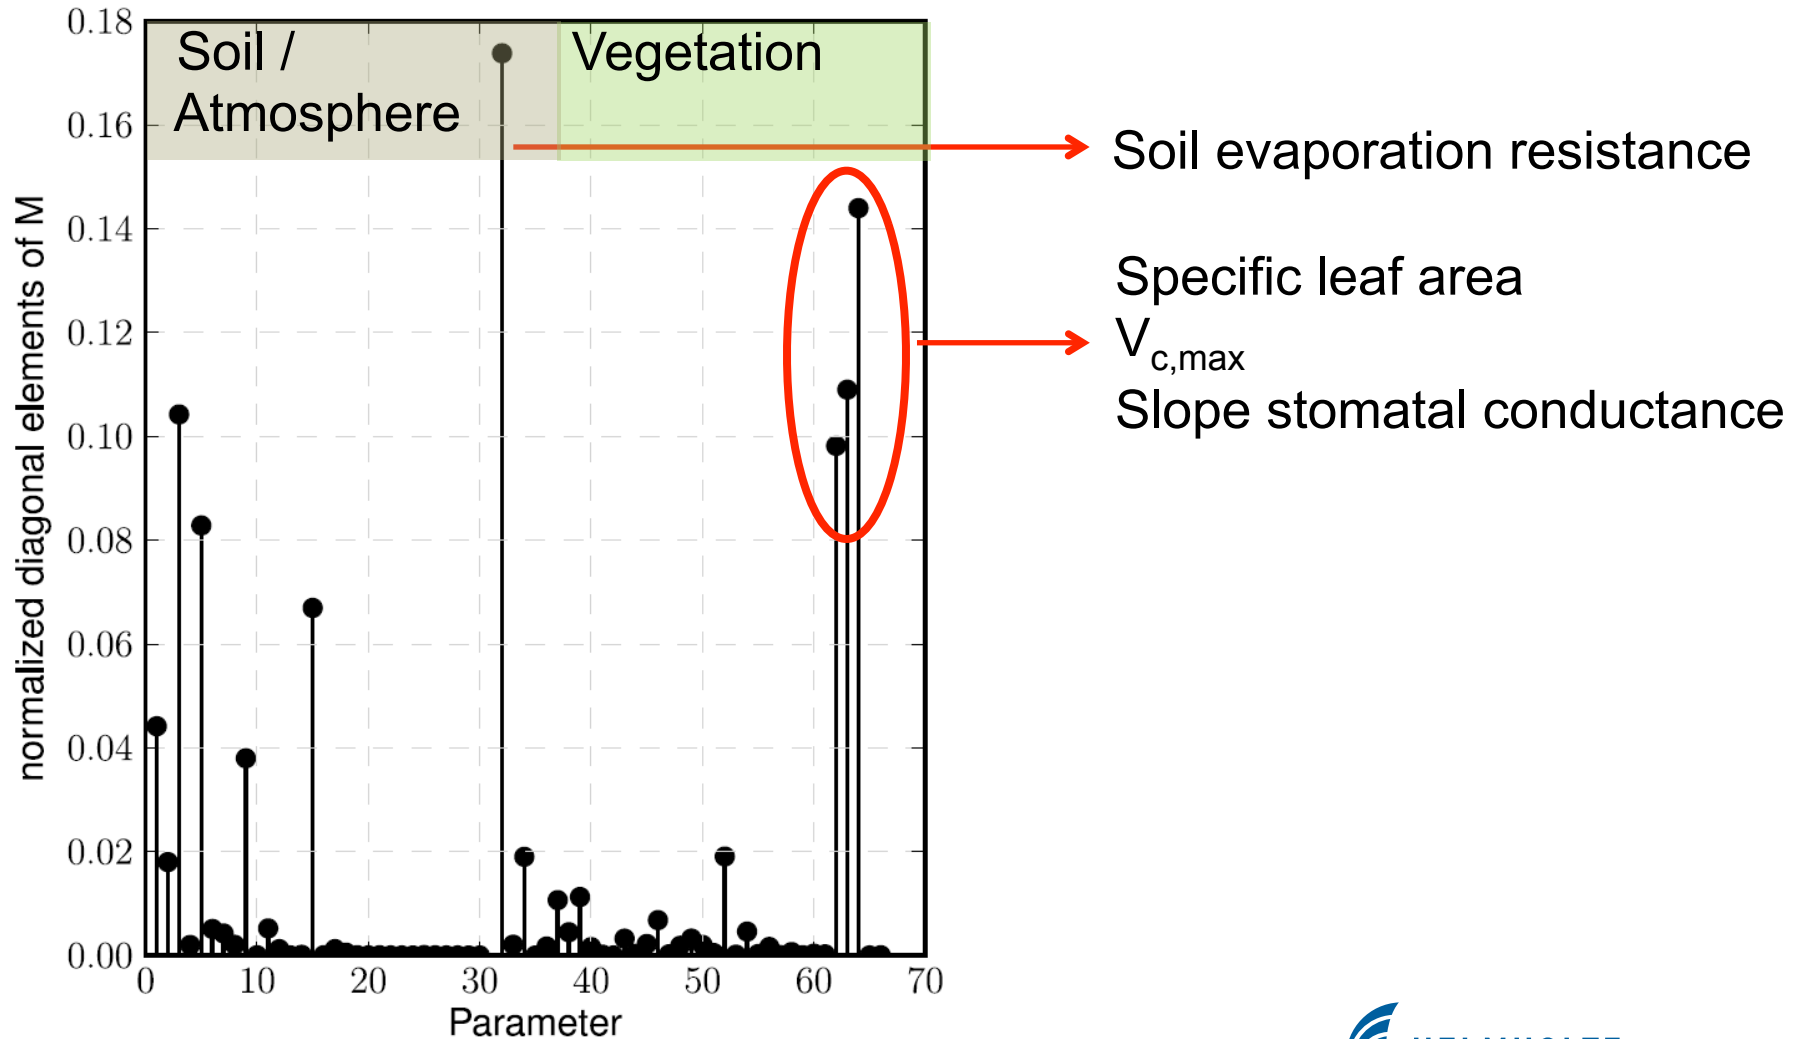 0.18
0.16
0.14
0.12
0.10
0.08
0.06
0.04
0.02
0.00
normalized diagonal elements of M
Soil /
Atmosphere
Vegetation
0 10 20 30 40 50 60 70
Parameter
Soil evaporation resistance
Specific leaf area
Vc,max
Slope stomatal conductance